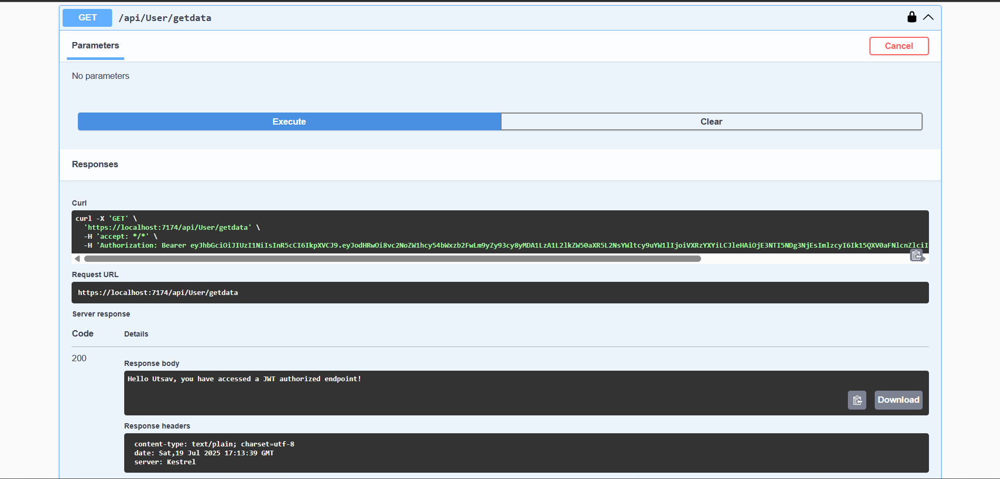 GET /api/User/getdata
Parameters
Cancel
No parameters
Execute
Clear
Responses
Curl
curl -X 'GET' \
'https://localhost:7174/api/User/getdata' \
-H 'accept: */*' \
-H 'Authorization: Bearer eyJhbGciOiJIUzI1NiIsInR5cCI6IkpXVCJ9.eyJodHRwOi8vc2NoZW1hcy54bWxzb2FwLm9yZy93cy8yMDA1LzA1L2lkZW50aXR5L2NsYWltcy9uYW1lIjoiVXRzYXYiLCJleHAiOjE3NTI5NDg3NjEsImlzcyI6Ik15QXV0aFNlcnZlciI
Request URL
https://localhost:7174/api/User/getdata
Server response
Code
Details
200
Response body
Hello Utsav, you have accessed a JWT authorized endpoint!
Download
Response headers
content-type: text/plain; charset=utf-8
date: Sat,19 Jul 2025 17:13:39 GMT
server: Kestrel